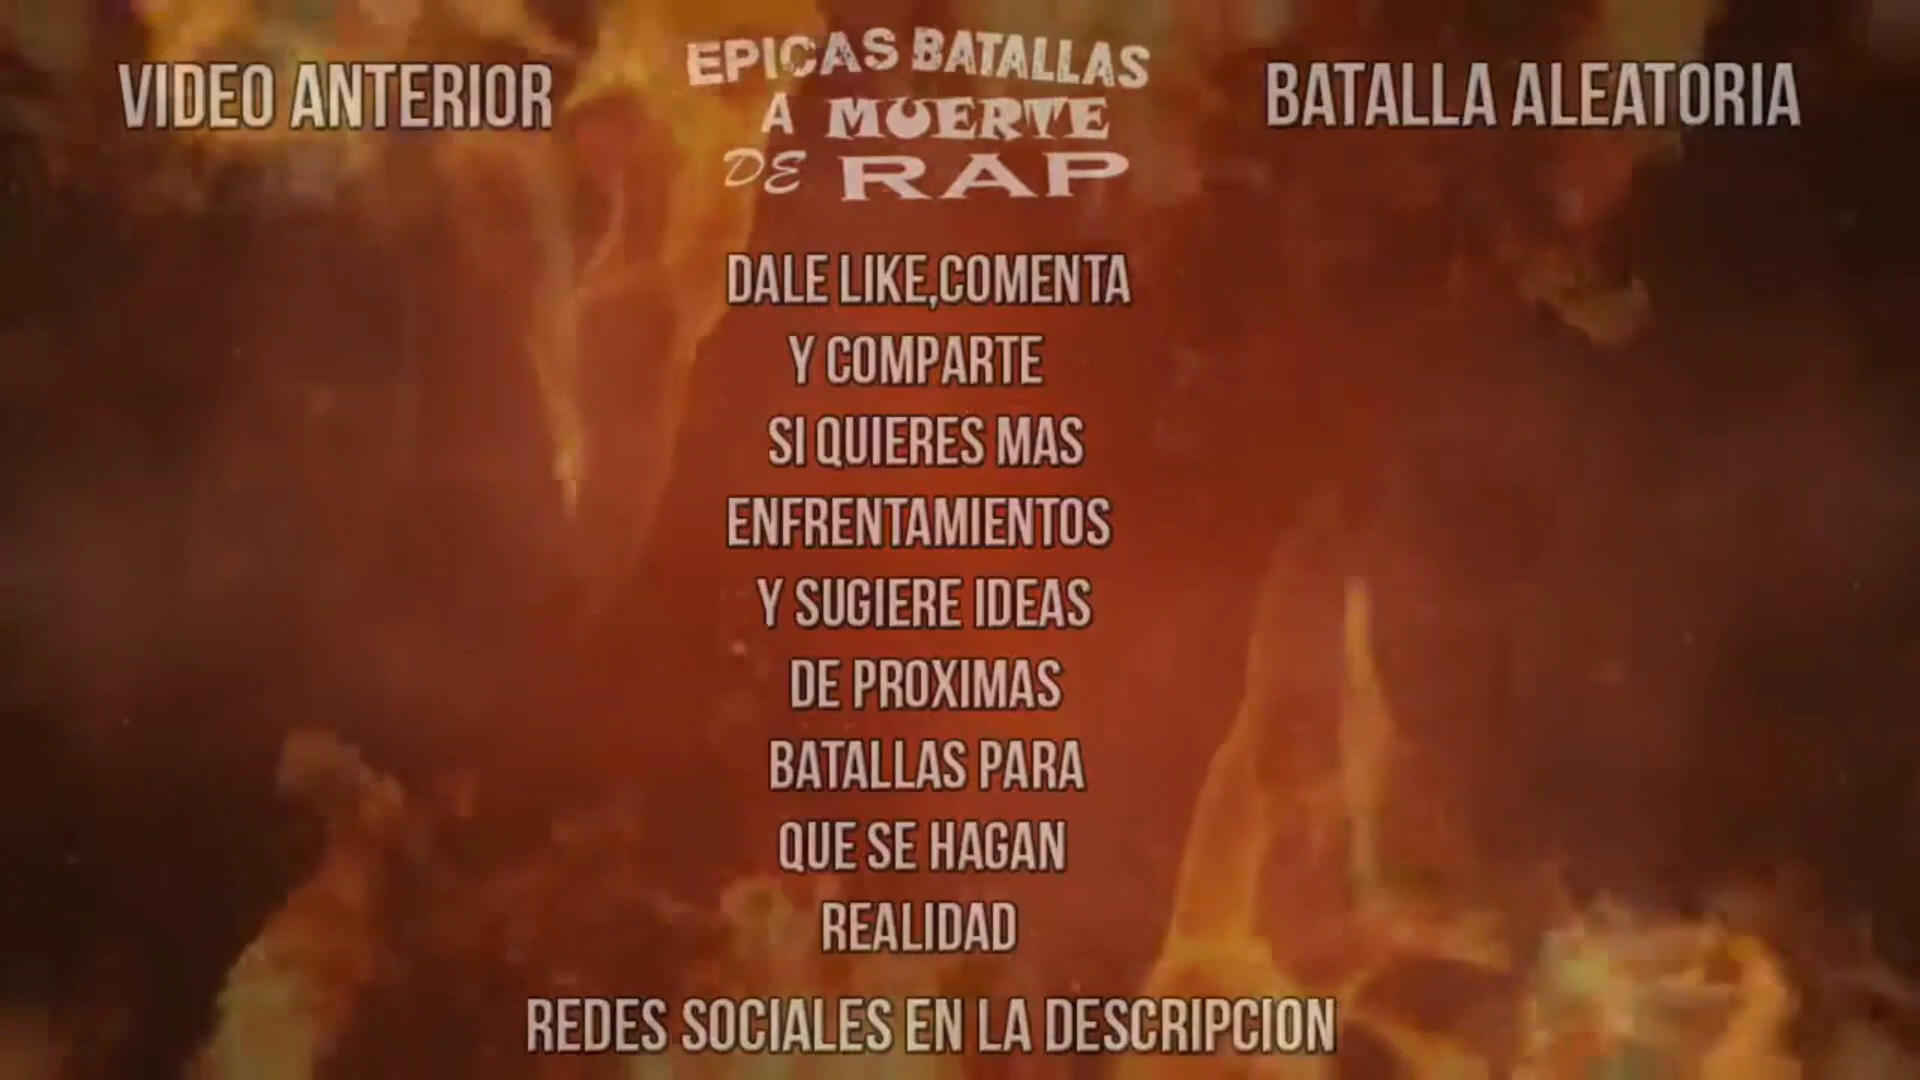 VIDEO ANTERIOR
EPICAS BATALLAS
A MUERTE
DE RAP
BATALLA ALEATORIA
DALE LIKE,COMENTA
Y COMPARTE
SI QUIERES MAS
ENFRENTAMIENTOS
Y SUGIERE IDEAS
DE PROXIMAS
BATALLAS PARA
QUE SE HAGAN
REALIDAD
REDES SOCIALES EN LA DESCRIPCION